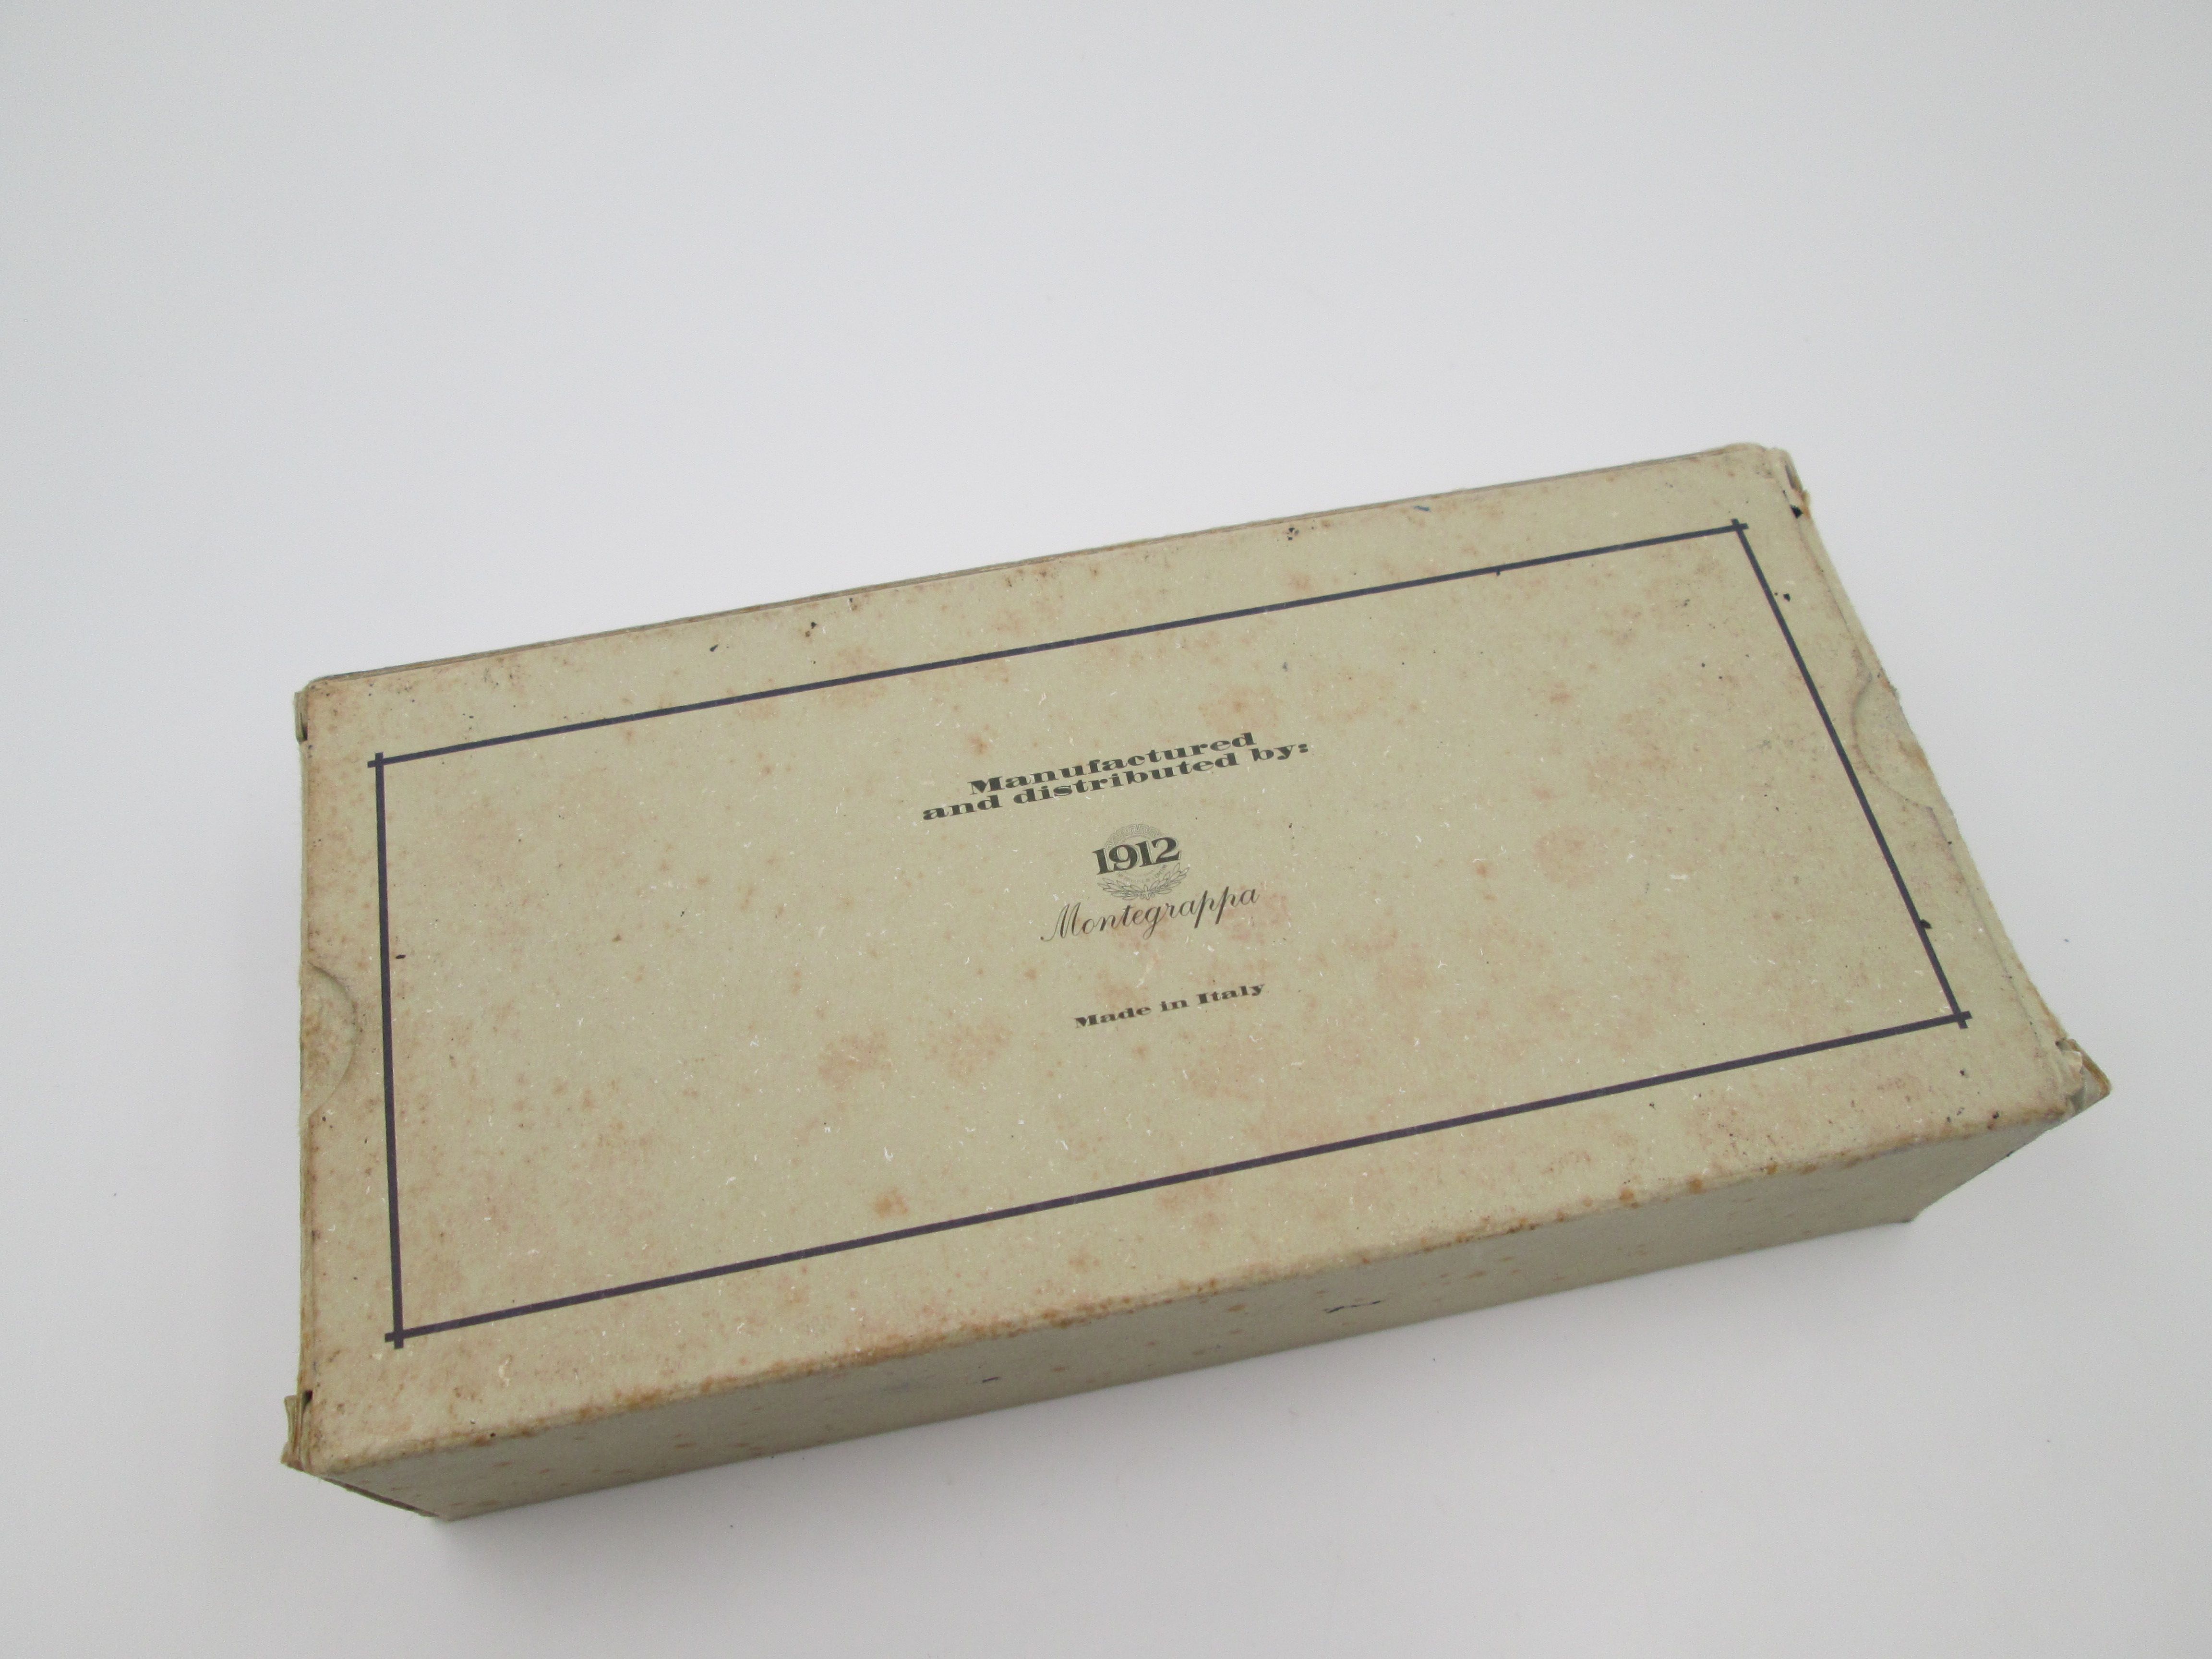 Manufactured
and distributed by:
1912
Montegrappa
Made in Italy